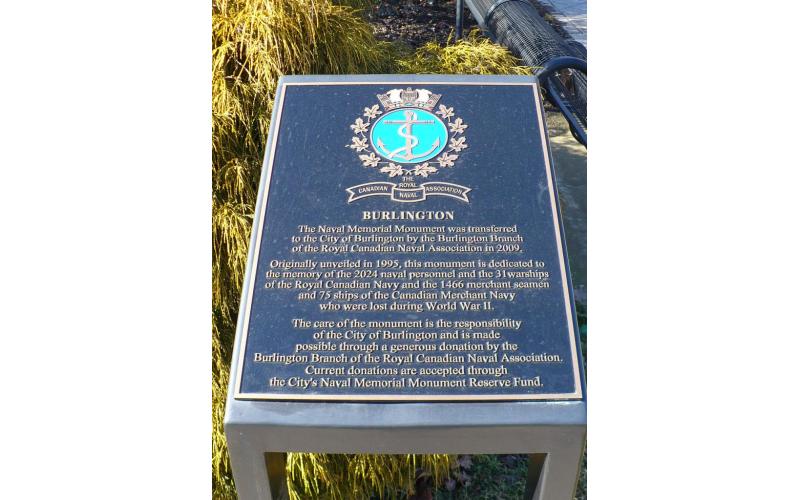 THE
ROYAL
CANADIAN NAVAL ASSOCIATION
BURLINGTON
The Naval Memorial Monument was transferred
to the City of Burlington by the Burlington Branch
of the Royal Canadian Naval Association in 2009.
Originally unveiled in 1995, this monument is dedicated to
the memory of the 2024 naval personnel and the 31warships
of the Royal Canadian Navy and the 1466 merchant seamen
and 75 ships of the Canadian Merchant Navy
who were lost during World War II.
The care of the monument is the responsibility
of the City of Burlington and is made
possible through a generous donation by the
Burlington Branch of the Royal Canadian Naval Association.
Current donations are accepted through
the City's Naval Memorial Monument Reserve Fund.